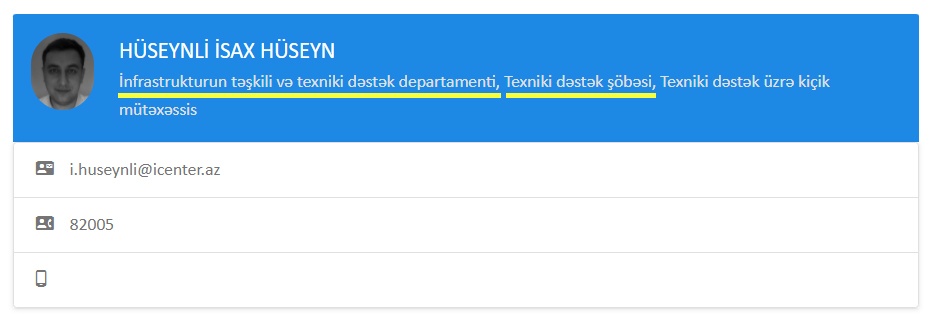 HÜSEYNLİ İSAX HÜSEYN
İnfrastrukturun təşkili və texniki dəstək departamenti, Texniki dəstək şöbəsi, Texniki dəstək üzrə kiçik
mütəxəssis
i.huseynli@icenter.az
82005